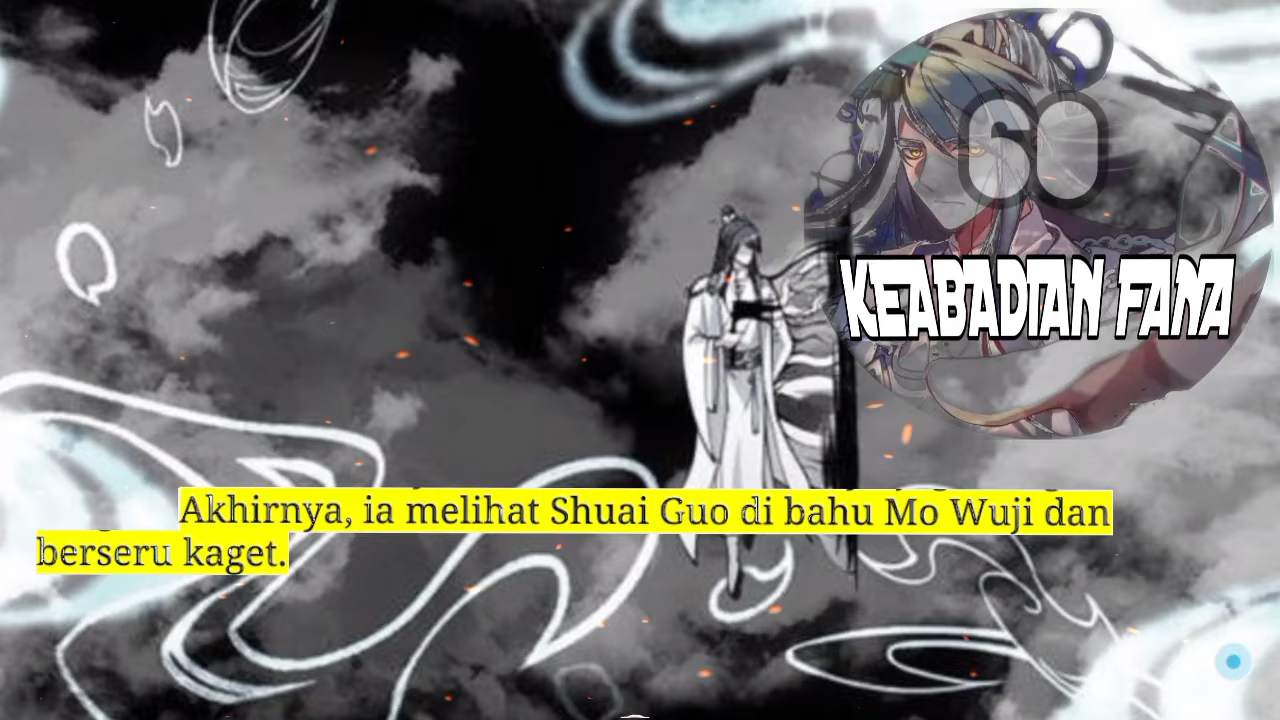 60
KEABADIAN FANA
Akhirnya, ia melihat Shuai Guo di bahu Mo Wuji dan
berseru kaget.